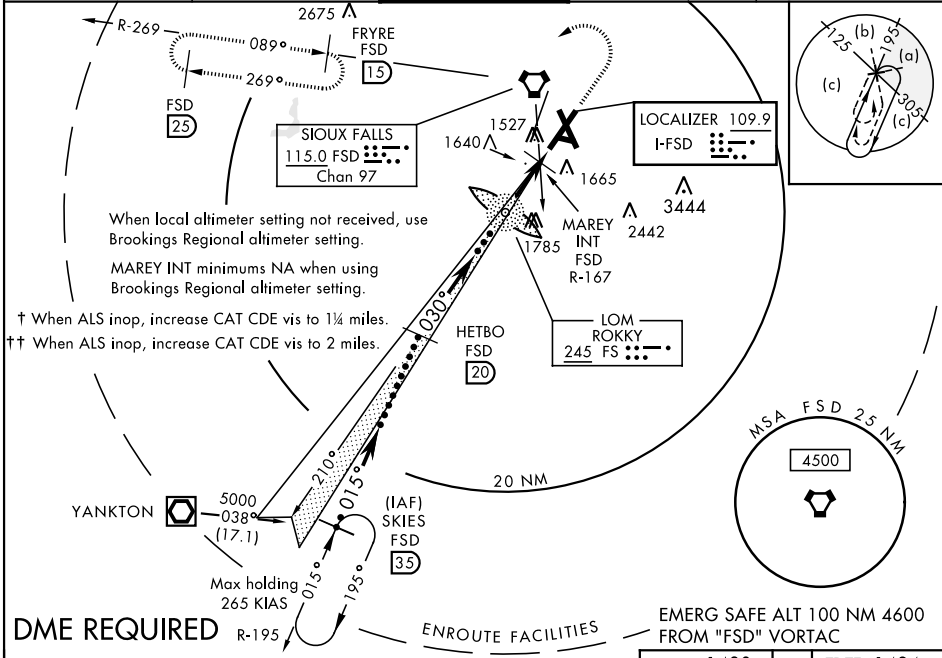 2675
R-269
089°
269°
FRYRE
FSD
15
FSD
25
SIOUX FALLS
115.0 FSD
Chan 97
1527
1640
LOCALIZER 109.9
I-FSD
1665
3444
2442
1785
MAREY
INT
FSD
R-167
(b)
195
125
(a)
(c)
305
(c)
When local altimeter setting not received, use
Brookings Regional altimeter setting.
MAREY INT minimums NA when using
Brookings Regional altimeter setting.
† When ALS inop, increase CAT CDE vis to 1¼ miles.
†† When ALS inop, increase CAT CDE vis to 2 miles.
030°
HETBO
FSD
20
LOM
ROKKY
245 FS
MSA FSD 25 NM
4500
20 NM
210°
015°
YANKTON
5000
038°
(17.1)
(IAF)
SKIES
FSD
35
Max holding
265 KIAS
015°
195°
R-195
DME REQUIRED
ENROUTE FACILITIES
EMERG SAFE ALT 100 NM 4600
FROM "FSD" VORTAC